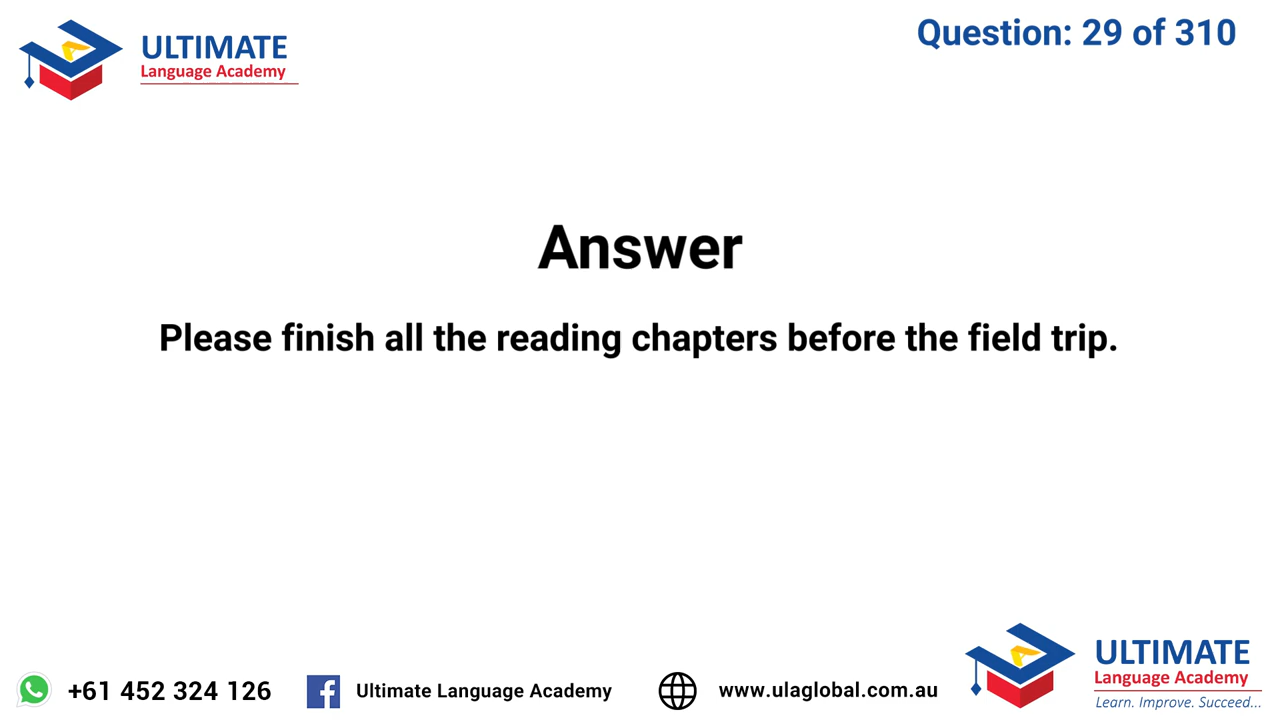 ULTIMATE
Language Academy
Question: 29 of 310
Answer
Please finish all the reading chapters before the field trip.
+61 452 324 126
Ultimate Language Academy
www.ulaglobal.com.au
ULTIMATE
Language Academy
Learn. Improve. Succeed...